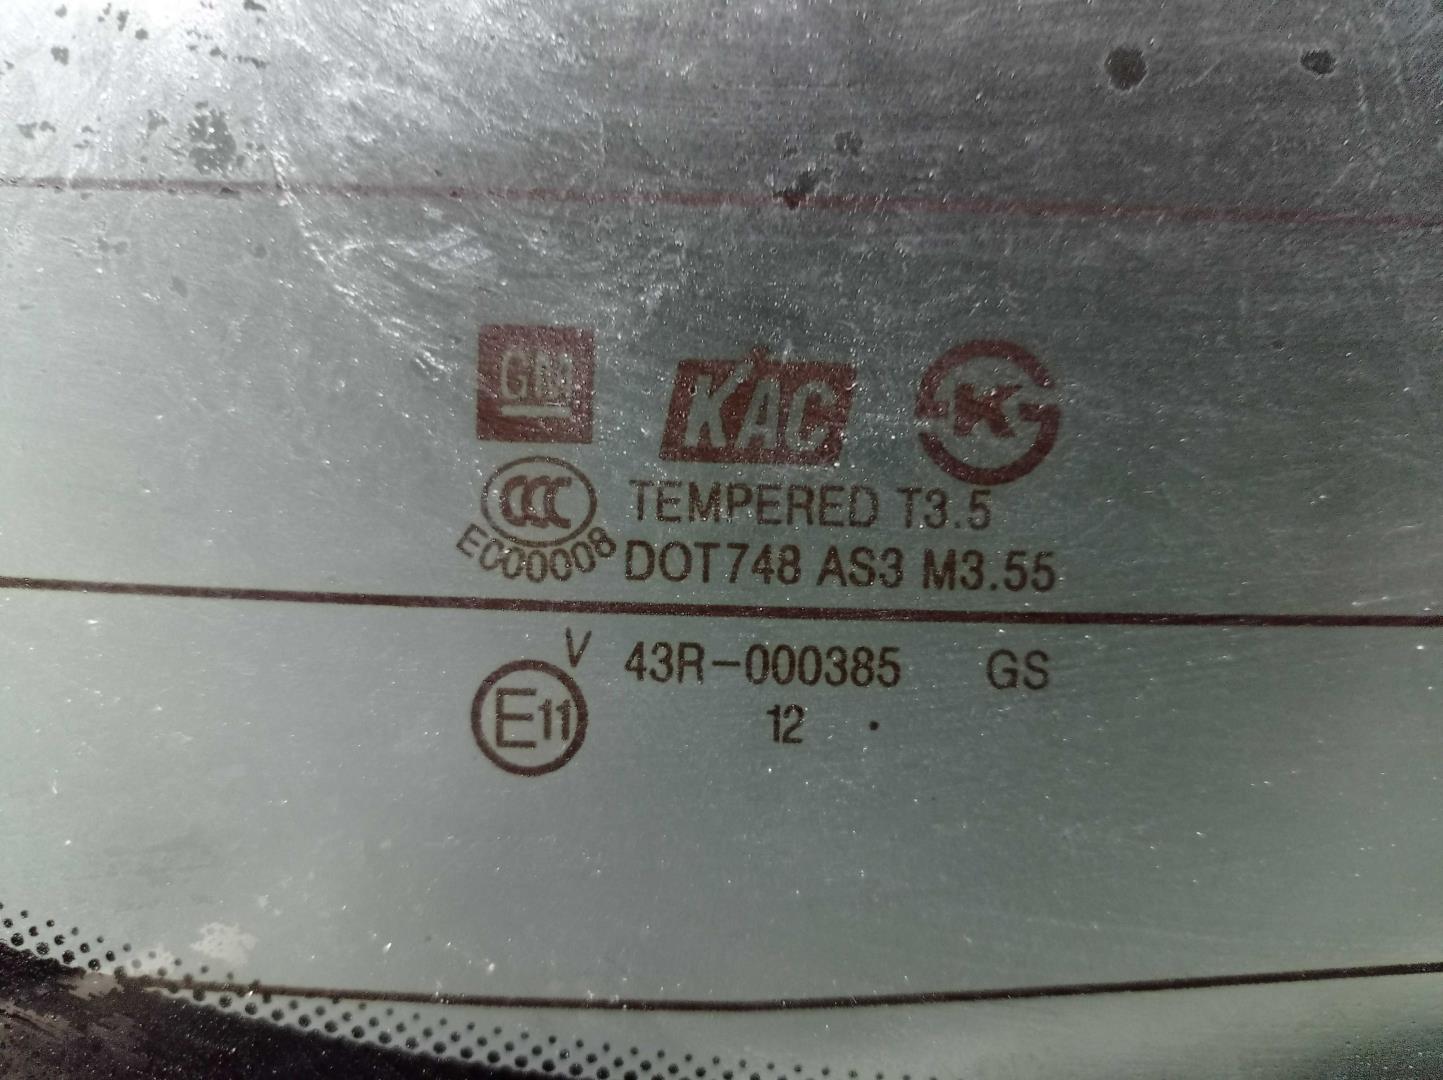 GM KAC K
CCC TEMPERED T3.5
E000008 DOT748 AS3 M3.55
V 43R-000385 GS
E11 12 .